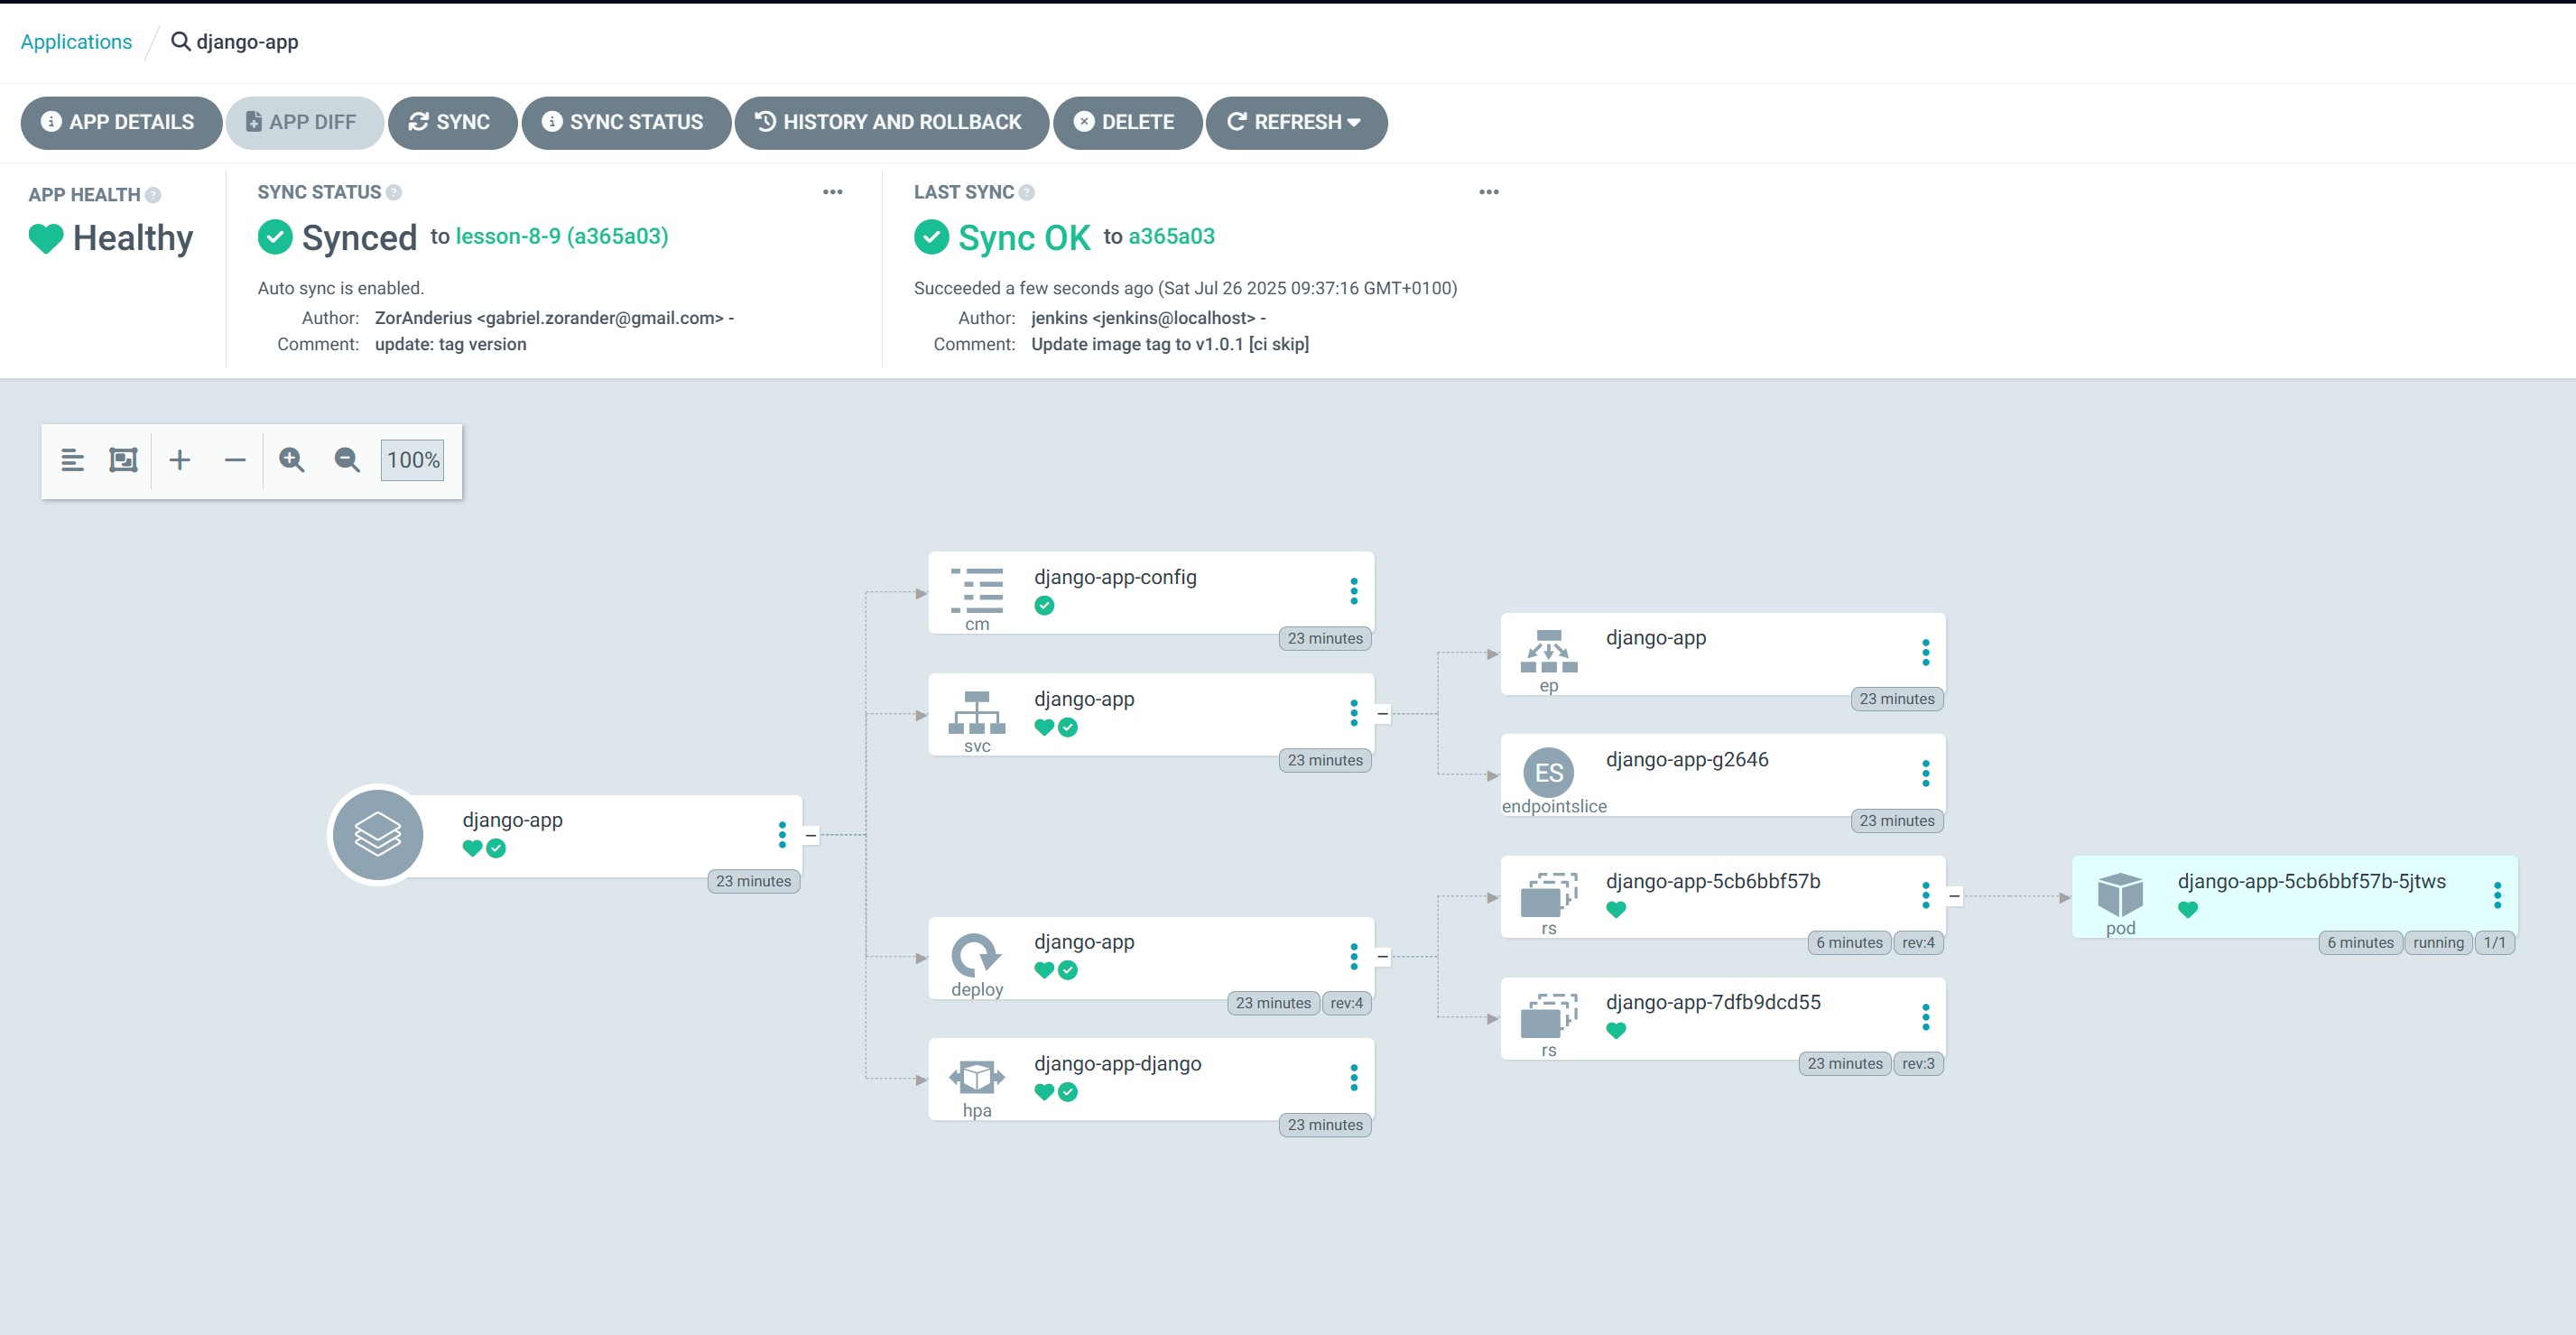 Applications / django-app
APP DETAILS APP DIFF SYNC SYNC STATUS HISTORY AND ROLLBACK DELETE REFRESH
APP HEALTH ?
Healthy
SYNC STATUS ?
Synced to lesson-8-9 (a365a03)
Auto sync is enabled.
Author: ZorAnderius <gabriel.zorander@gmail.com> -
Comment: update: tag version
LAST SYNC ?
Sync OK to a365a03
Succeeded a few seconds ago (Sat Jul 26 2025 09:37:16 GMT+0100)
Author: jenkins <jenkins@localhost> -
Comment: Update image tag to v1.0.1 [ci skip]
100%
django-app
23 minutes
django-app-config
cm
23 minutes
django-app
svc
23 minutes
django-app
deploy
23 minutes rev:4
django-app-django
hpa
23 minutes
django-app
ep
23 minutes
ES
django-app-g2646
endpointslice
23 minutes
django-app-5cb6bbf57b
rs
6 minutes rev:4
django-app-7dfb9dcd55
rs
23 minutes rev:3
django-app-5cb6bbf57b-5jtws
pod
6 minutes running 1/1